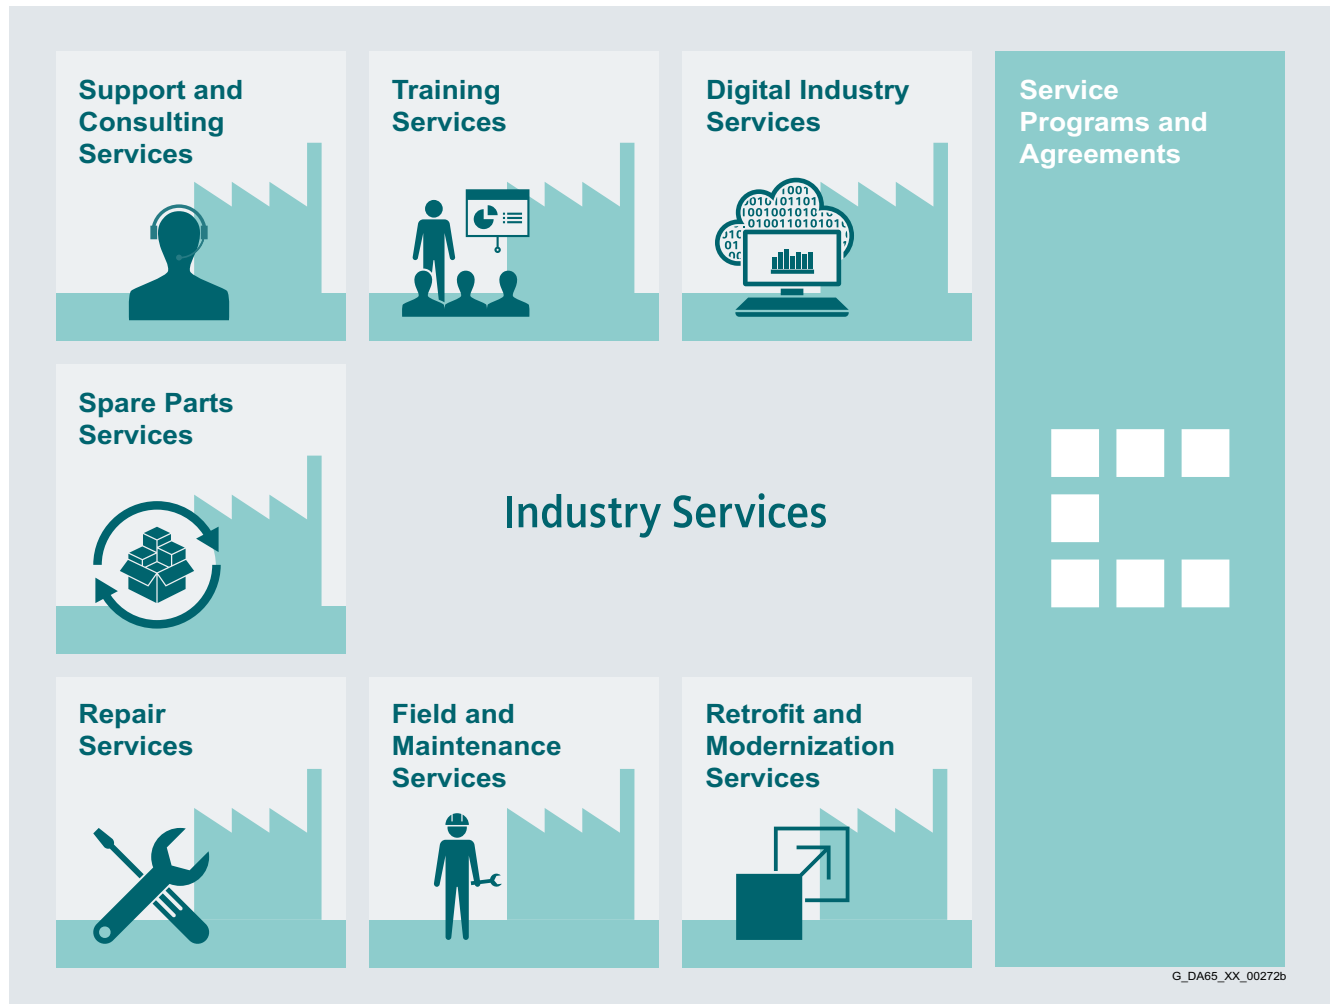 Support and
Consulting
Services
Training
Services
Digital Industry
Services
Service
Programs and
Agreements
Spare Parts
Services
Industry Services
Repair
Services
Field and
Maintenance
Services
Retrofit and
Modernization
Services
G_DA65_XX_00272b